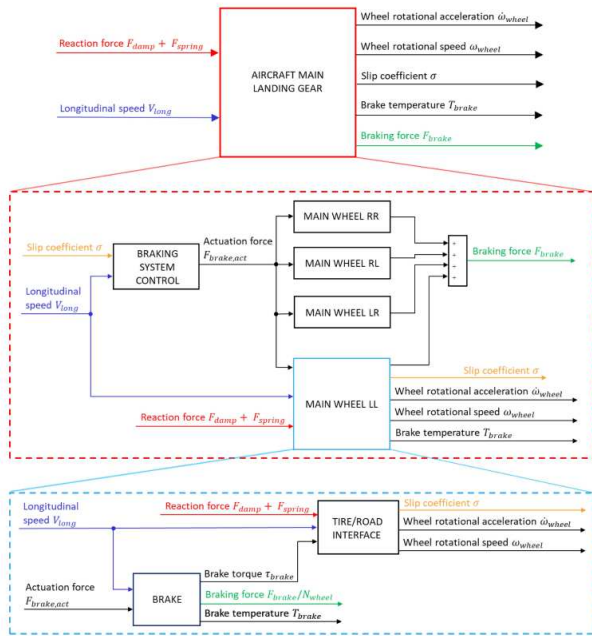 Reaction force F_damp + F_spring
Longitudinal speed V_long
AIRCRAFT MAIN
LANDING GEAR
Wheel rotational acceleration ω̇_wheel
Wheel rotational speed ω_wheel
Slip coefficient σ
Brake temperature T_brake
Braking force F_brake
Slip coefficient σ
Longitudinal
speed V_long
BRAKING
SYSTEM
CONTROL
Actuation force
F_brake,act
MAIN WHEEL RR
MAIN WHEEL RL
MAIN WHEEL LR
MAIN WHEEL LL
+
+
+
+
Braking force F_brake
Reaction force F_damp + F_spring
Slip coefficient σ
Wheel rotational acceleration ω̇_wheel
Wheel rotational speed ω_wheel
Brake temperature T_brake
Longitudinal
speed V_long
Reaction force F_damp + F_spring
TIRE/ROAD
INTERFACE
Slip coefficient σ
Wheel rotational acceleration ω̇_wheel
Wheel rotational speed ω_wheel
Actuation force
F_brake,act
BRAKE
Brake torque τ_brake
Braking force F_brake/N_wheel
Brake temperature T_brake